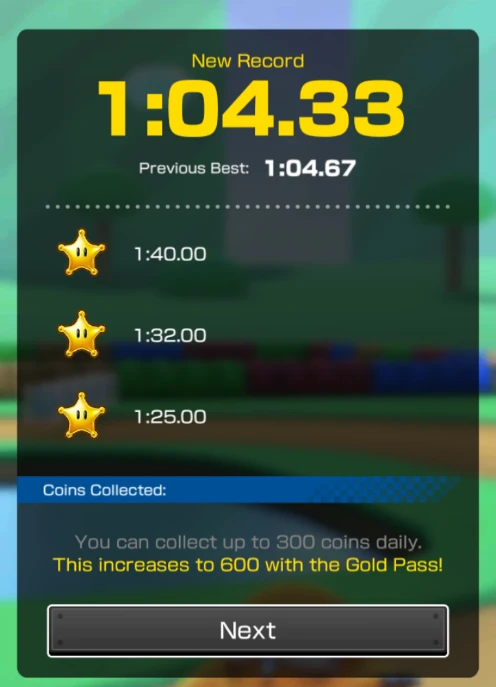 New Record
1:04.33
Previous Best: 1:04.67
1:40.00
1:32.00
1:25.00
Coins Collected:
You can collect up to 300 coins daily.
This increases to 600 with the Gold Pass!
Next